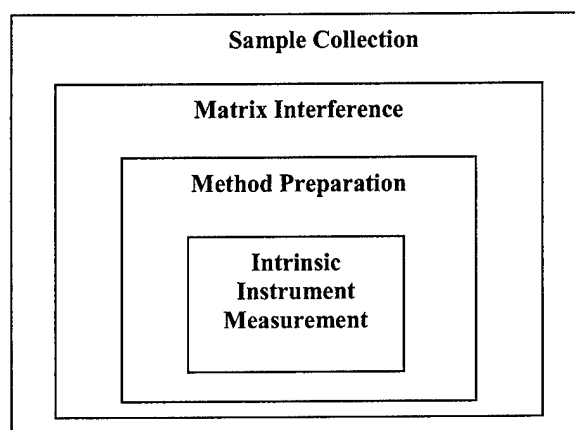 Sample Collection
Matrix Interference
Method Preparation
Intrinsic
Instrument
Measurement